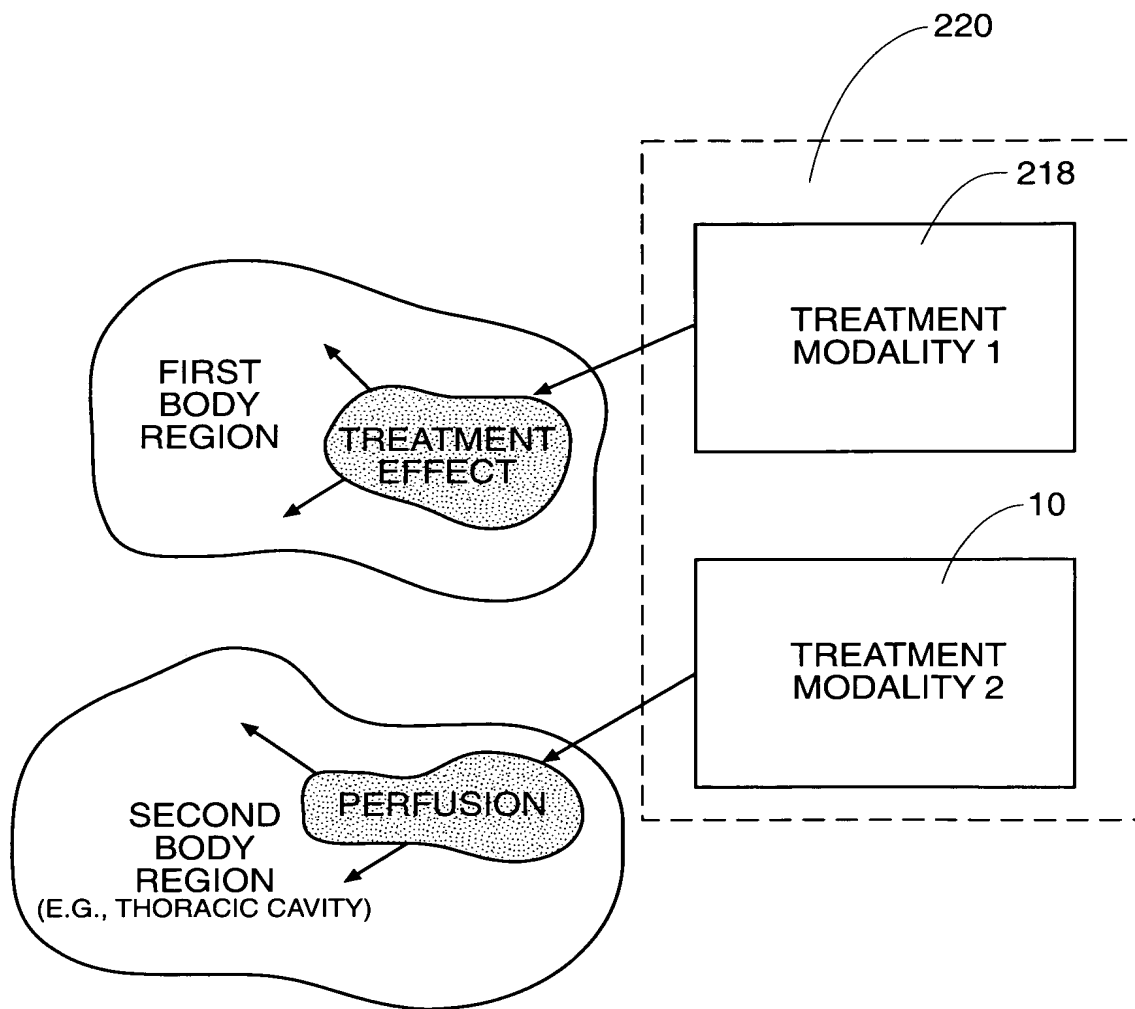 220
218
TREATMENT
MODALITY 1
FIRST
BODY
REGION
TREATMENT
EFFECT
10
TREATMENT
MODALITY 2
PERFUSION
SECOND
BODY
REGION
(E.G., THORACIC CAVITY)